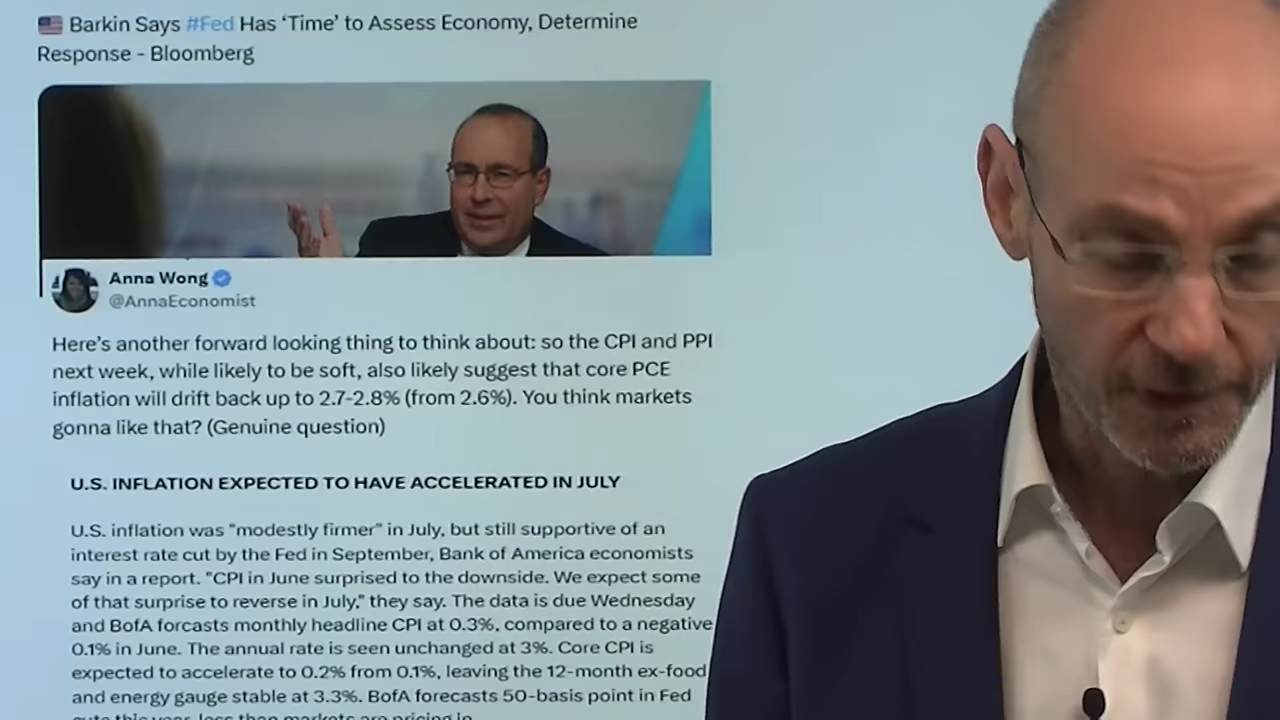 🇺🇸 Barkin Says #Fed Has ‘Time’ to Assess Economy, Determine
Response - Bloomberg
Anna Wong
@AnnaEconomist
Here's another forward looking thing to think about: so the CPI and PPI
next week, while likely to be soft, also likely suggest that core PCE
inflation will drift back up to 2.7-2.8% (from 2.6%). You think markets
gonna like that? (Genuine question)
U.S. INFLATION EXPECTED TO HAVE ACCELERATED IN JULY
U.S. inflation was "modestly firmer" in July, but still supportive of an
interest rate cut by the Fed in September, Bank of America economists
say in a report. "CPI in June surprised to the downside. We expect some
of that surprise to reverse in July," they say. The data is due Wednesday
and BofA forcasts monthly headline CPI at 0.3%, compared to a negative
0.1% in June. The annual rate is seen unchanged at 3%. Core CPI is
expected to accelerate to 0.2% from 0.1%, leaving the 12-month ex-food
and energy gauge stable at 3.3%. BofA forecasts 50-basis point in Fed
cuts this year, less than markets are pricing in.